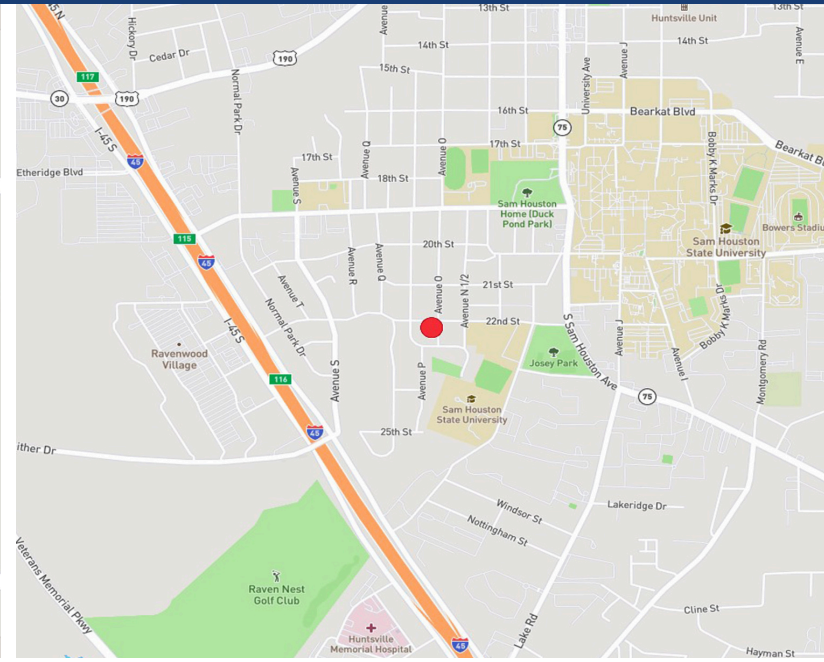 45 N
13th St
13th St
Huntsville Unit
Hickory Dr
Avenue
Avenue J
Avenue E
14th St
14th St
Cedar Dr
190
15th St
University Ave
117
Normal Park Dr
30
190
16th St
Bearkat Blvd
75
I-45 S
45
17th St
17th St
Avenue Q
Avenue O
Bobby K Marks Dr
Bearkat Bu
Etheridge Blvd
18th St
Avenue S
Sam Houston
Home (Duck
Pond Park)
Bowers Stadiu
115
20th St
Sam Houston
State University
45
Avenue R
Avenue Q
Avenue T
Avenue O
Avenue N 1/2
21st St
Bobby K Marks Dr
Normal Park Dr
22nd St
S Sam Houston Ave
Avenue J
I-45 S
Ravenwood
Village
Avenue S
Avenue P
Josey Park
Avenue I
Montgomery Rd
116
75
Sam Houston
State University
45
25th St
ither Dr
Windsor St
Lakeridge Dr
Nottingham St
Veterans Memorial Pkwy
Raven Nest
Golf Club
Cline St
Lake Rd
Huntsville
Memorial Hospital
45
Hayman St